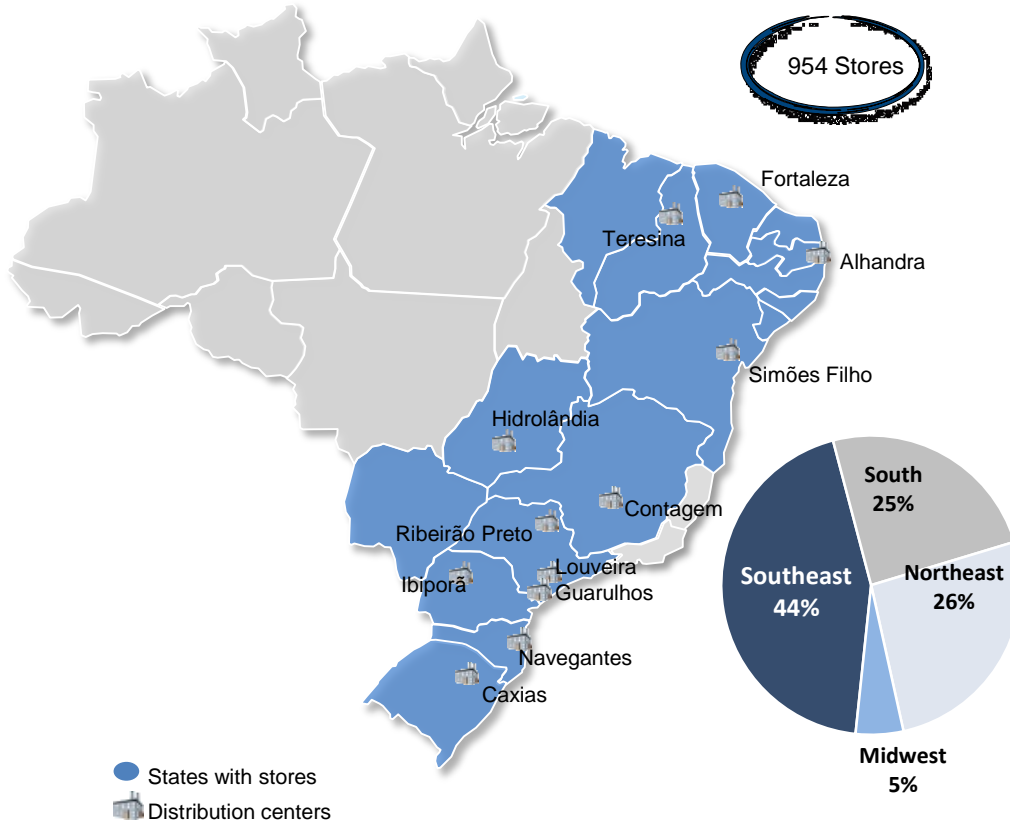 954 Stores
Fortaleza
Teresina
Alhandra
Simões Filho
Hidrolândia
Contagem
Ribeirão Preto
Louveira
Ibiporã
Guarulhos
Navegantes
Caxias
South
25%
Southeast
44%
Northeast
26%
Midwest
5%
States with stores
Distribution centers